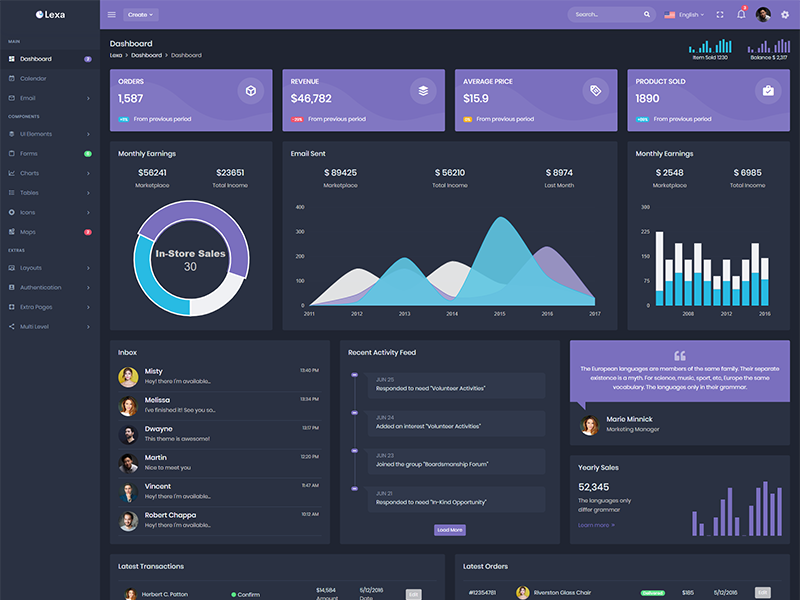 Lexa
Create
Search...
English
2
MAIN
Dashboard
2
Calendar
Email
COMPONENTS
UI Elements
Forms
Charts
Tables
Icons
Maps
EXTRAS
Layouts
Authentication
Extra Pages
Multi Level
Dashboard
Lexa > Dashboard > Dashboard
Item Sold 1230
Balance $ 2,317
ORDERS
1,587
From previous period
REVENUE
$46,782
From previous period
AVERAGE PRICE
$15.9
From previous period
PRODUCT SOLD
1890
From previous period
Monthly Earnings
$56241 $23651
Marketplace Total Income
In-Store Sales
30
Email Sent
$ 89425 $ 56210 $ 8974
Marketplace Total Income Last Month
400
300
200
100
0
2011 2012 2013 2014 2015 2016 2017
Monthly Earnings
$ 2548 $ 6985
Marketplace Total Income
300
225
150
75
0
2008 2012 2016
Inbox
Misty 13:40 PM
Hey! there I'm available...
Melissa 13:34 PM
I've finished it! See you so...
Dwayne 13:17 PM
This theme is awesome!
Martin 12:20 PM
Nice to meet you
Vincent 11:47 AM
Hey! there I'm available...
Robert Chappa 10:12 AM
Hey! there I'm available...
Recent Activity Feed
JUN 25
Responded to need "Volunteer Activities"
JUN 24
Added an interest "Volunteer Activities"
JUN 23
Joined the group "Boardsmanship Forum"
JUN 21
Responded to need "In-Kind Opportunity"
Load More
The European languages are members of the same family. Their separate
existence is a myth. For science, music, sport, etc, Europe the same
vocabulary. The languages only in their grammar.
Marie Minnick
Marketing Manager
Yearly Sales
52,345
The languages only
differ grammar
Learn more >
Latest Transactions
Herbert C. Patton Confirm $14,584 5/12/2016 Edit
Amount Date
Latest Orders
#12354781 Riverston Glass Chair Delivered $185 5/12/2016 Edit